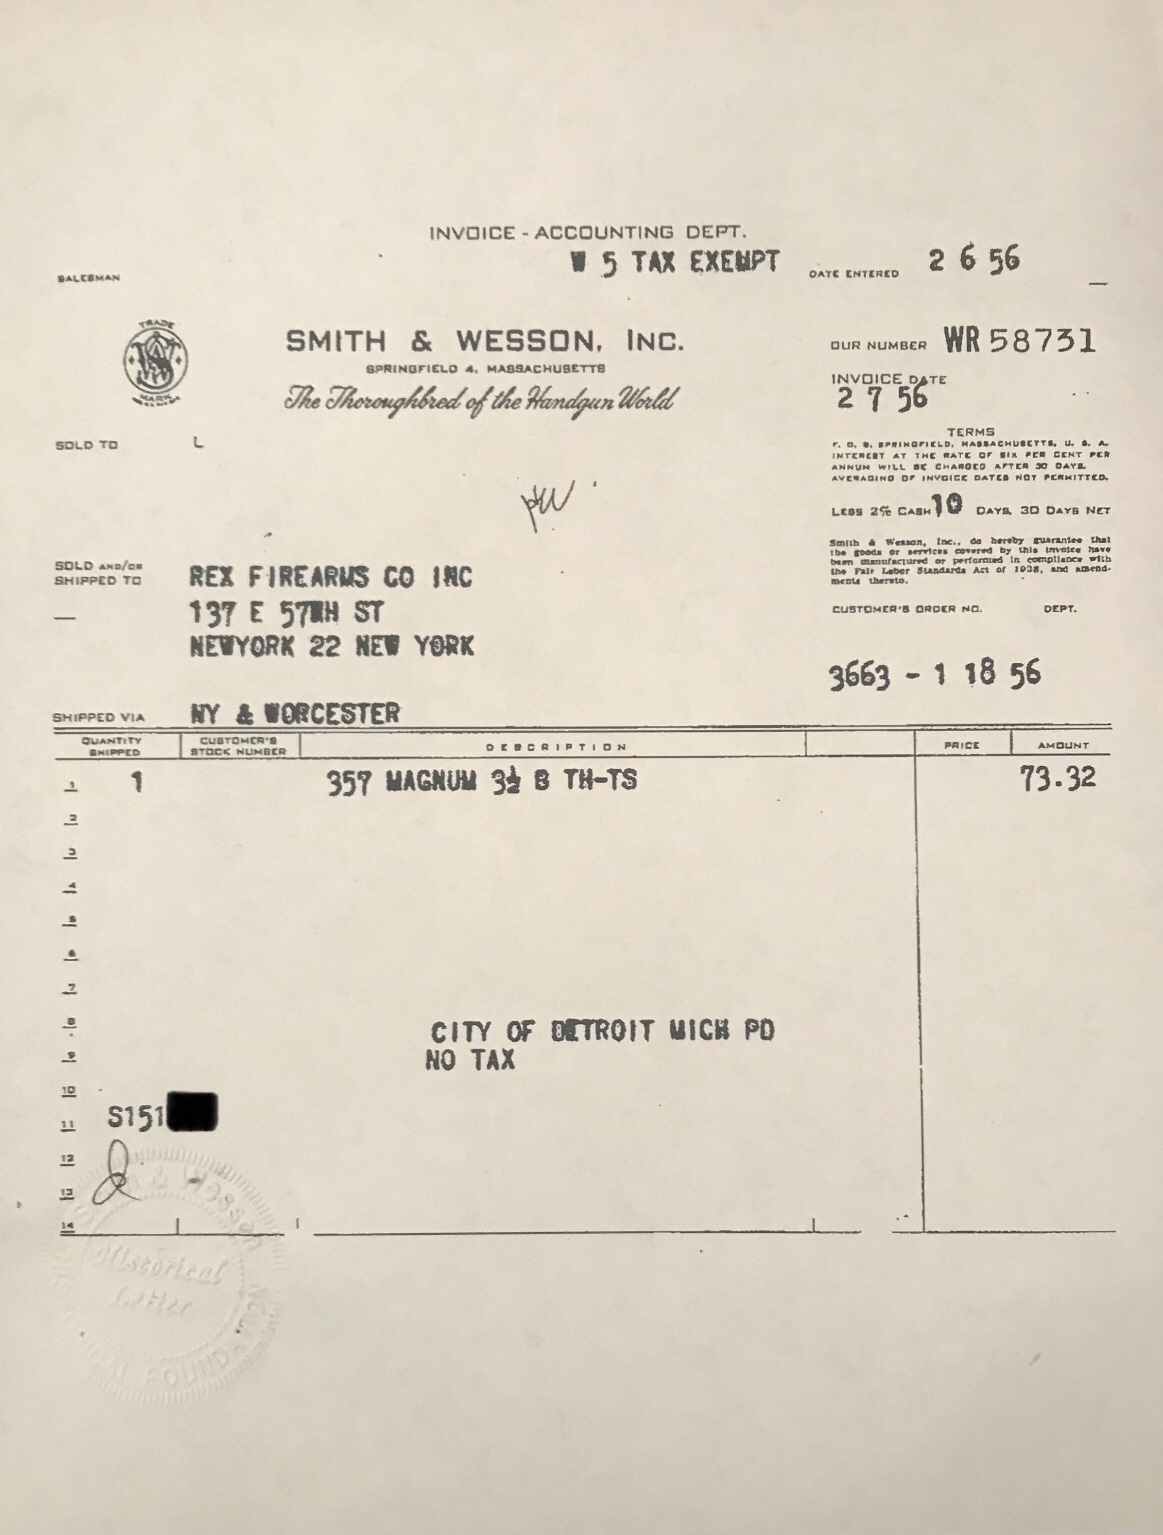 INVOICE - ACCOUNTING DEPT.
W 5 TAX EXEMPT
SALESMAN
DATE ENTERED 2 6 56
TRADE
MARK
SMITH & WESSON, INC.
SPRINGFIELD 4, MASSACHUSETTS
The Thoroughbred of the Handgun World
OUR NUMBER WR 58731
INVOICE DATE
2 7 56
SOLD TO L
TERMS
F. O. B. SPRINGFIELD, MASSACHUSETTS, U. S. A.
INTEREST AT THE RATE OF SIX PER CENT PER
ANNUM WILL BE CHARGED AFTER 30 DAYS.
AVERAGING OF INVOICE DATES NOT PERMITTED.
LESS 2% CASH 10 DAYS, 30 DAYS NET
Smith & Wesson, Inc., do hereby guarantee that
the goods or services covered by this invoice have
been manufactured or performed in compliance with
the Fair Labor Standards Act of 1938, and amend-
ments thereto.
SOLD AND/OR
SHIPPED TO
REX FIREARMS CO INC
137 E 57TH ST
NEWYORK 22 NEW YORK
CUSTOMER'S ORDER NO. DEPT.
3663 - 1 18 56
SHIPPED VIA NY & WORCESTER
QUANTITY SHIPPED CUSTOMER'S STOCK NUMBER DESCRIPTION PRICE AMOUNT
1 1 357 MAGNUM 3½ B TH-TS 73.32
2
3
4
5
6
7
8 CITY OF DETROIT MICH PD
9 NO TAX
10
11 S151
12
13
14
Smith & Wesson
Historical
Letter